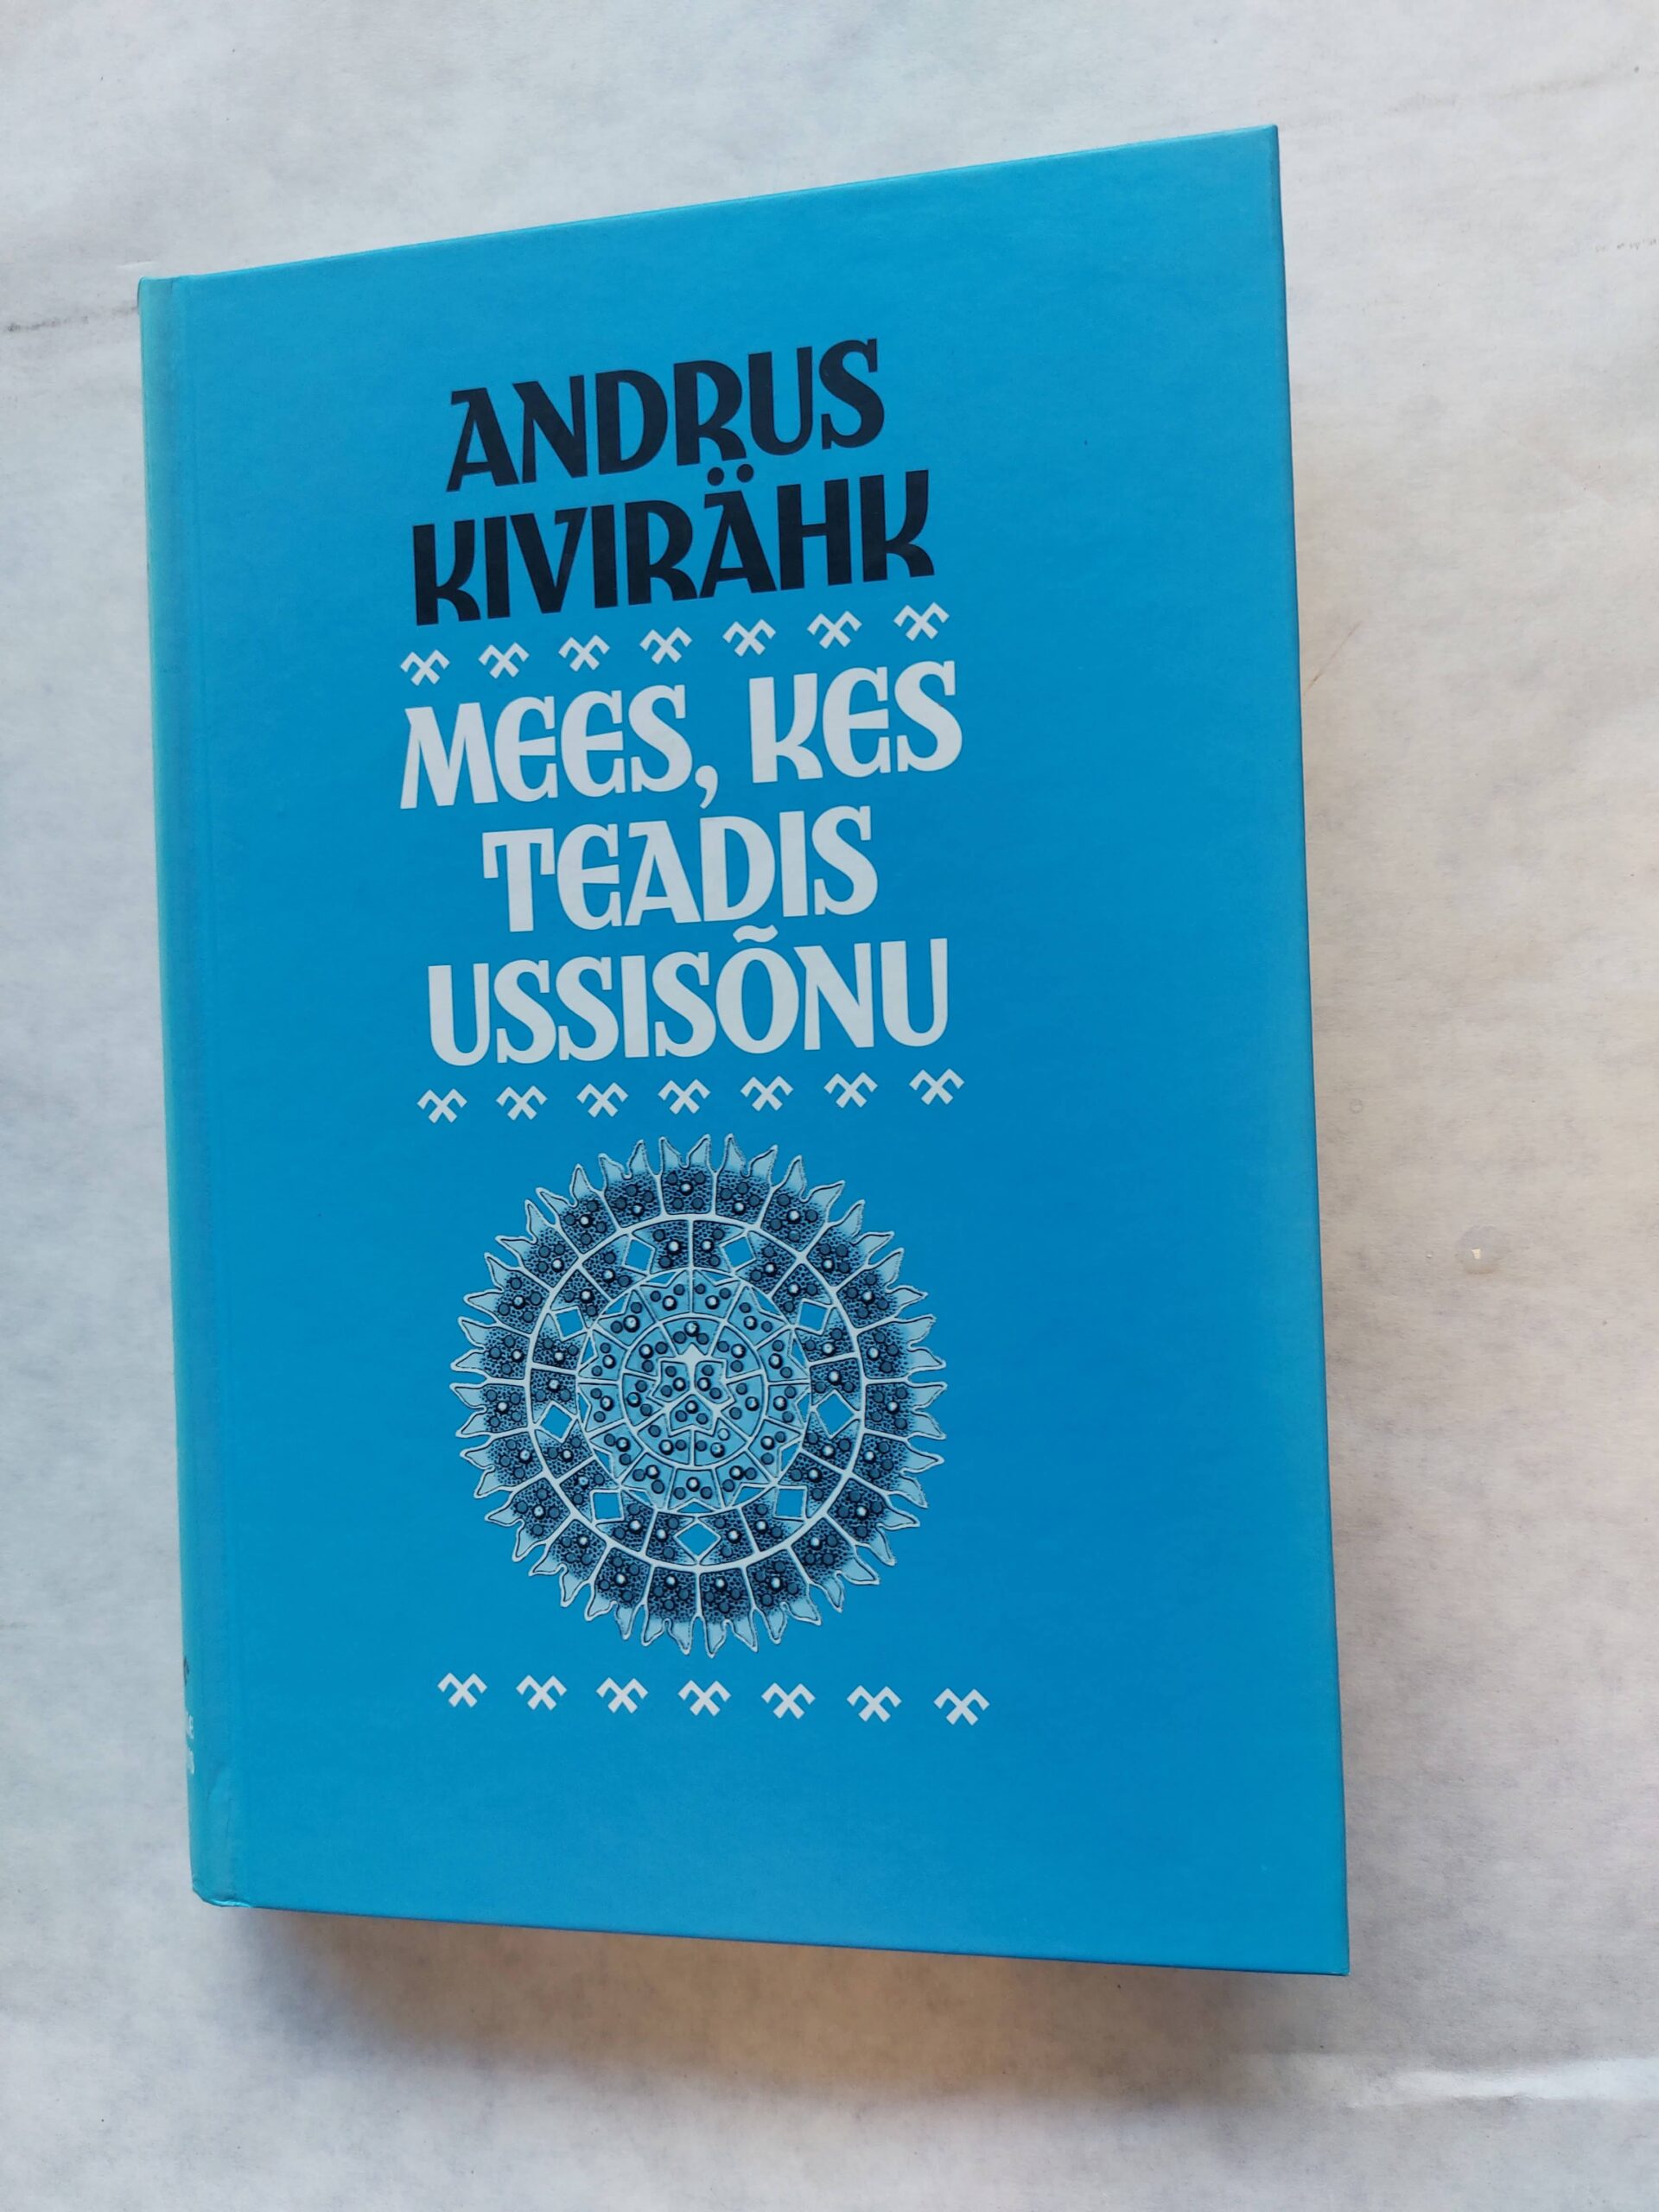 ANDRUS
KIVIRÄHK
MEES, KES
TEADIS
USSISÕNU